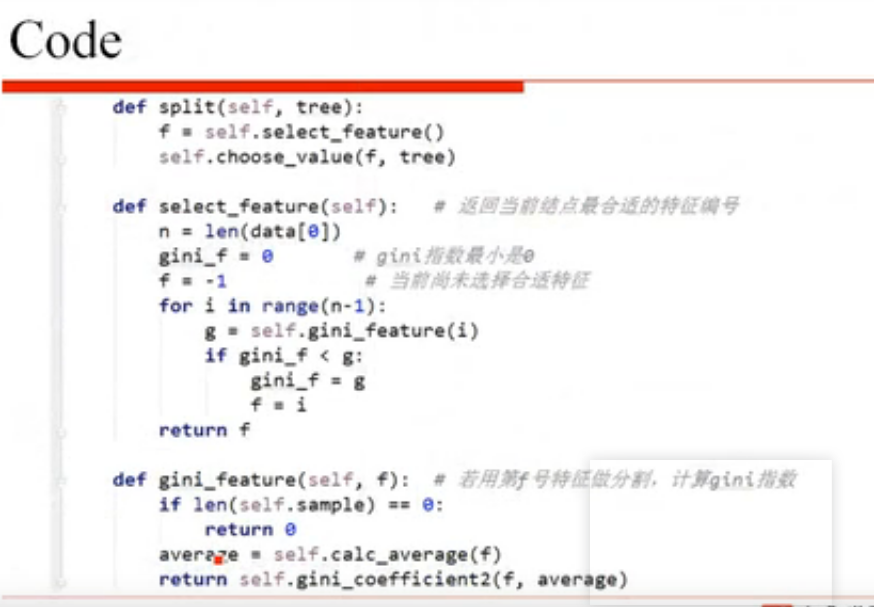 Code
def split(self, tree):
f = self.select_feature()
self.choose_value(f, tree)
def select_feature(self): # 返回当前结点最合适的特征编号
n = len(data[0])
gini_f = 0 # gini指数最小是0
f = -1 # 当前尚未选择合适特征
for i in range(n-1):
g = self.gini_feature(i)
if gini_f < g:
gini_f = g
f = i
return f
def gini_feature(self, f): # 若用第f号特征做分割，计算gini指数
if len(self.sample) == 0:
return 0
average = self.calc_average(f)
return self.gini_coefficient2(f, average)